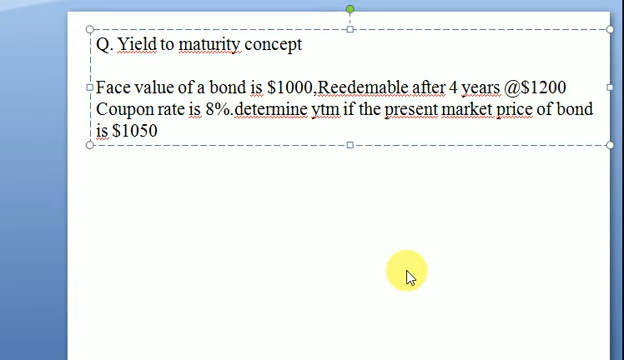 Q. Yield to maturity concept
Face value of a bond is $1000,Reedemable after 4 years @$1200
Coupon rate is 8%.determine ytm if the present market price of bond
is $1050